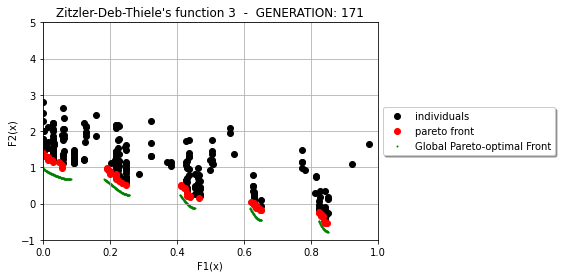 Zitzler-Deb-Thiele's function 3 - GENERATION: 171
5
4
3
2
1
0
−1
F2(x)
0.0 0.2 0.4 0.6 0.8 1.0
F1(x)
individuals
pareto front
Global Pareto-optimal Front